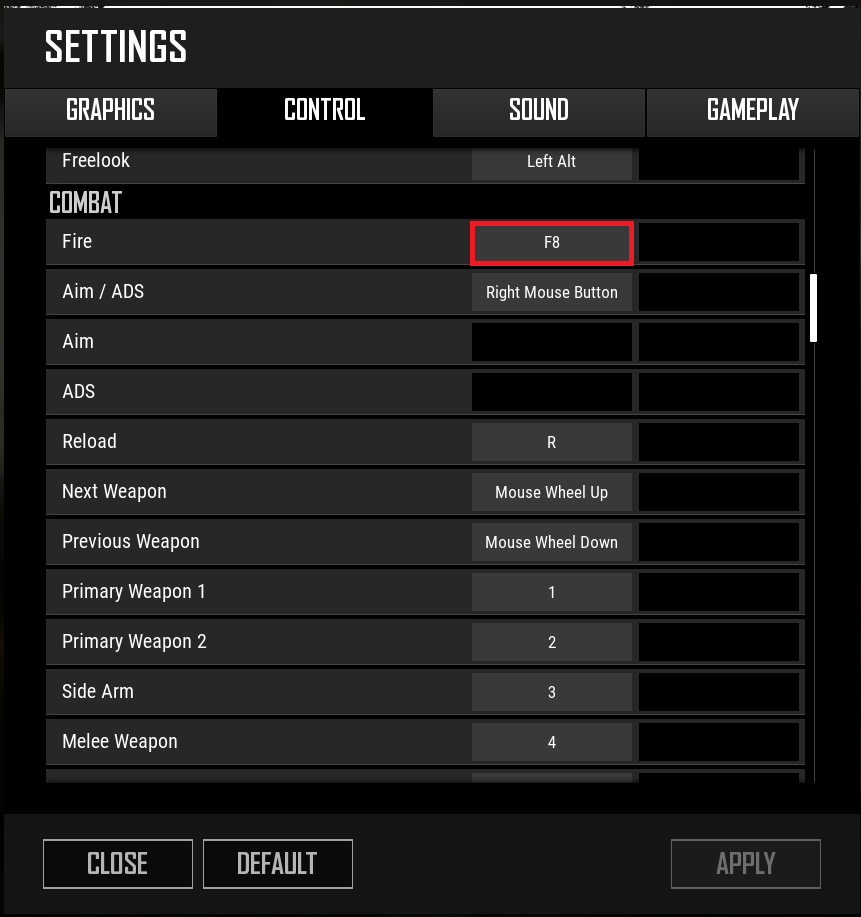 SETTINGS
GRAPHICS CONTROL SOUND GAMEPLAY
Freelook Left Alt
COMBAT
Fire F8
Aim / ADS Right Mouse Button
Aim
ADS
Reload R
Next Weapon Mouse Wheel Up
Previous Weapon Mouse Wheel Down
Primary Weapon 1 1
Primary Weapon 2 2
Side Arm 3
Melee Weapon 4
CLOSE DEFAULT APPLY